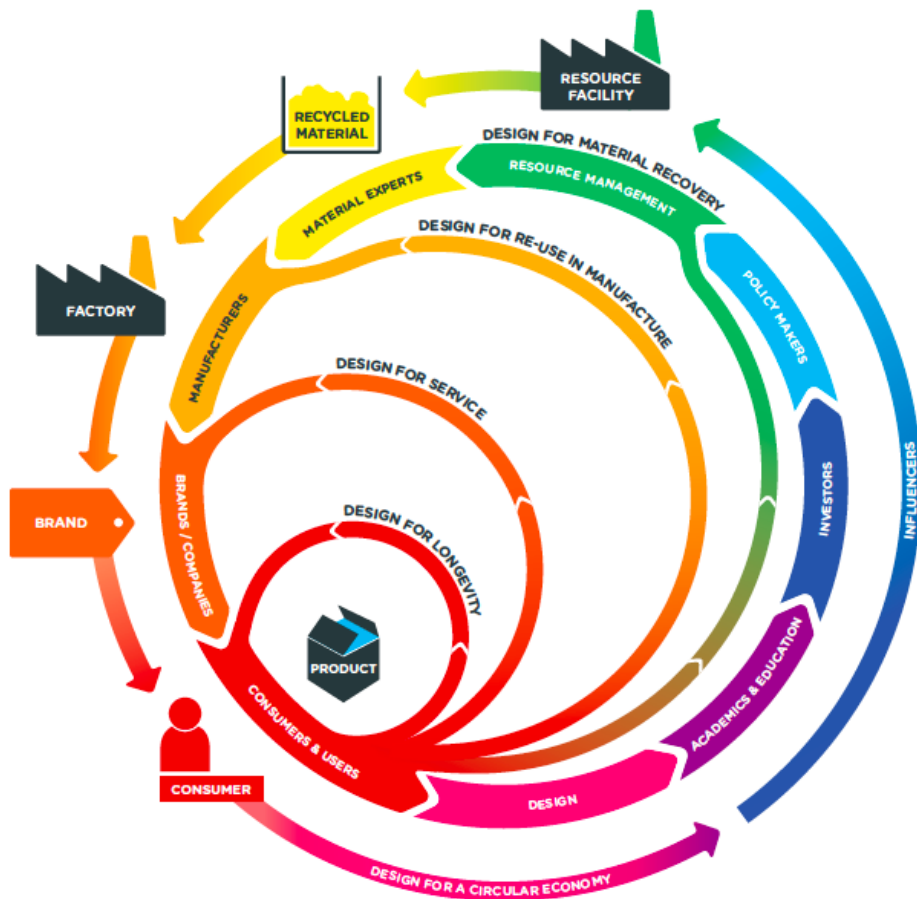 RESOURCE
FACILITY
RECYCLED
MATERIAL
DESIGN FOR MATERIAL RECOVERY
RESOURCE MANAGEMENT
MATERIAL EXPERTS
DESIGN FOR RE-USE IN MANUFACTURE
POLICY MAKERS
FACTORY
MANUFACTURERS
DESIGN FOR SERVICE
INFLUENCERS
INVESTORS
BRAND
BRANDS / COMPANIES
DESIGN FOR LONGEVITY
PRODUCT
ACADEMICS & EDUCATION
CONSUMERS & USERS
CONSUMER
DESIGN
DESIGN FOR A CIRCULAR ECONOMY